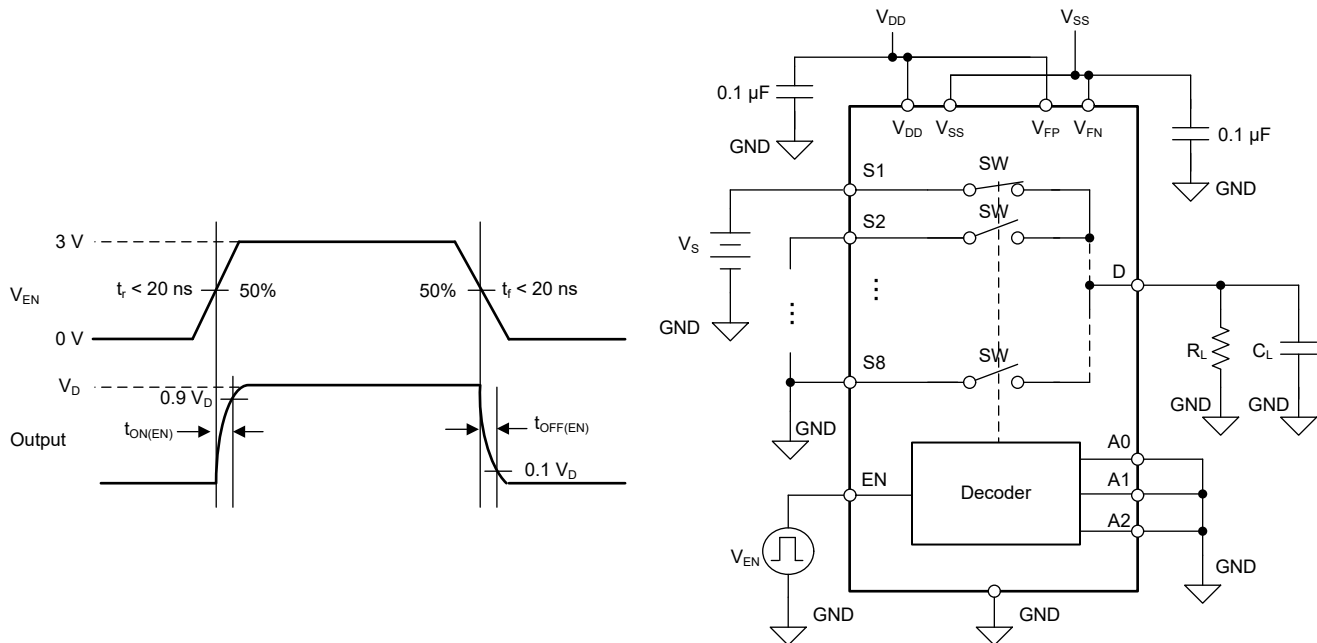 3 V
V_EN
t_r < 20 ns
50%
50%
t_f < 20 ns
0 V
V_D
0.9 V_D
Output
t_ON(EN)
t_OFF(EN)
0.1 V_D
V_DD
V_SS
0.1 µF
GND
V_DD
V_SS
V_FP
V_FN
0.1 µF
GND
S1
SW
S2
SW
V_S
GND
...
...
D
S8
SW
R_L
C_L
GND
GND
GND
EN
Decoder
A0
A1
A2
V_EN
GND
GND
GND